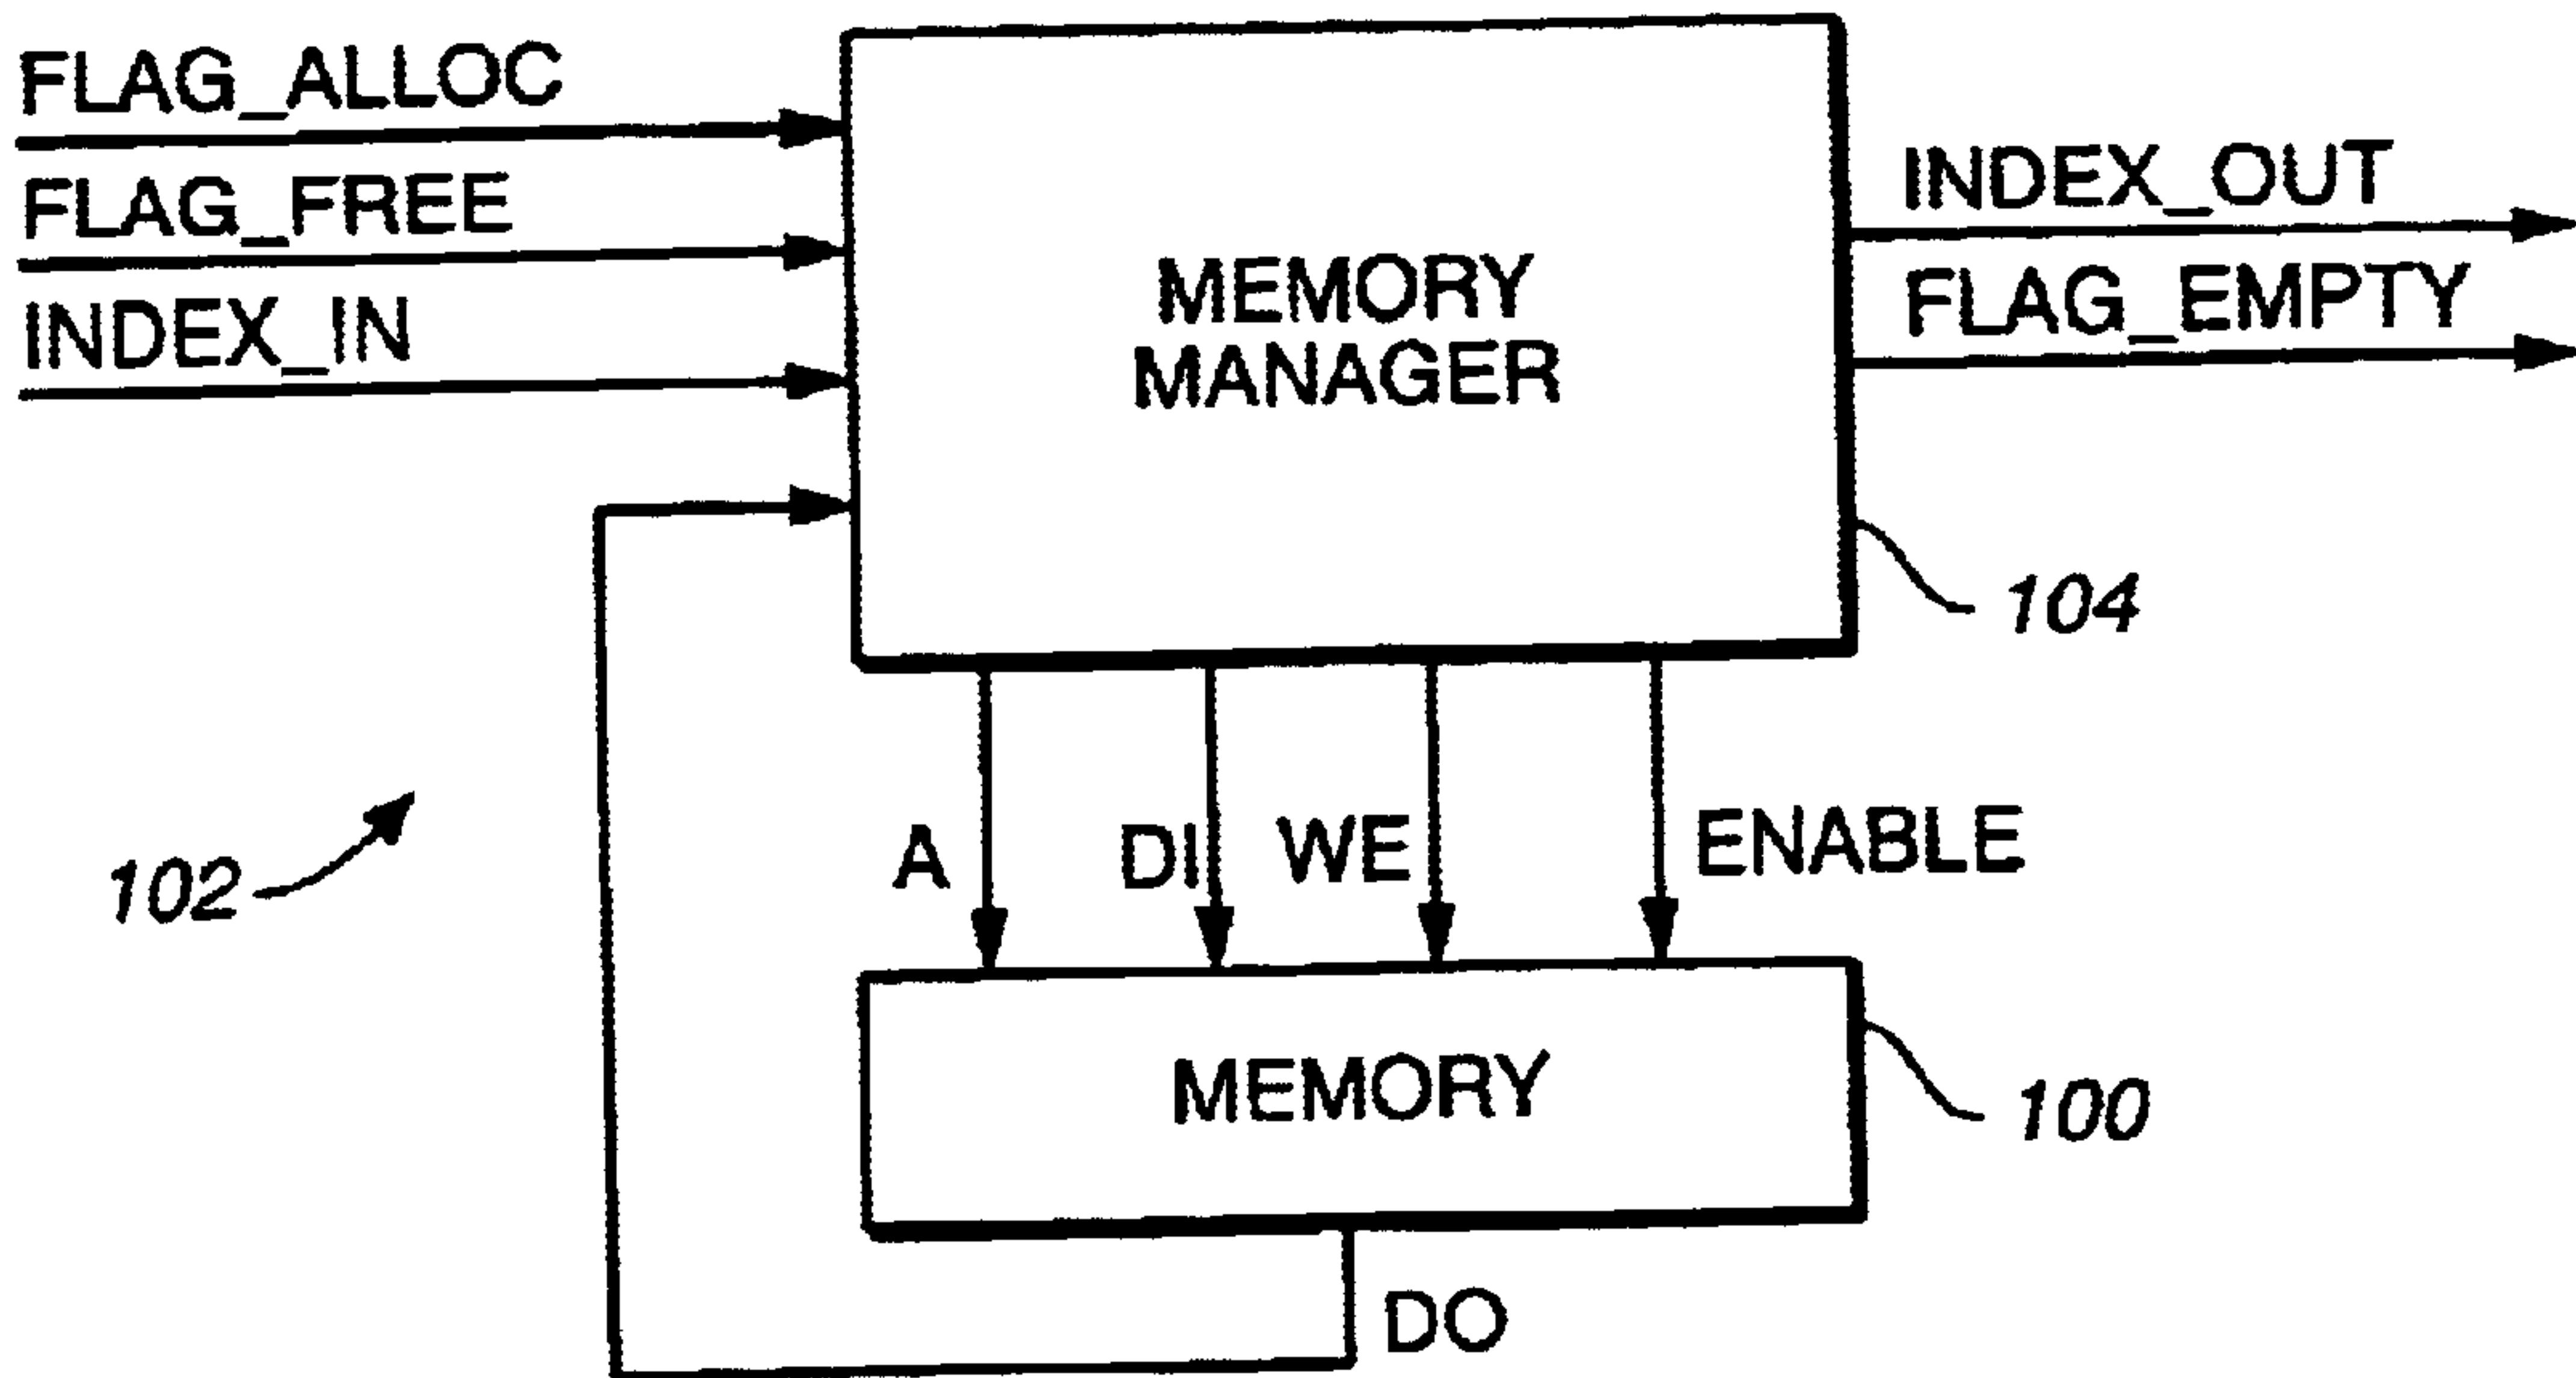 FLAG_ALLOC
FLAG_FREE
INDEX_IN
MEMORY
MANAGER
INDEX_OUT
FLAG_EMPTY
104
102
A
DI
WE
ENABLE
MEMORY
100
DO